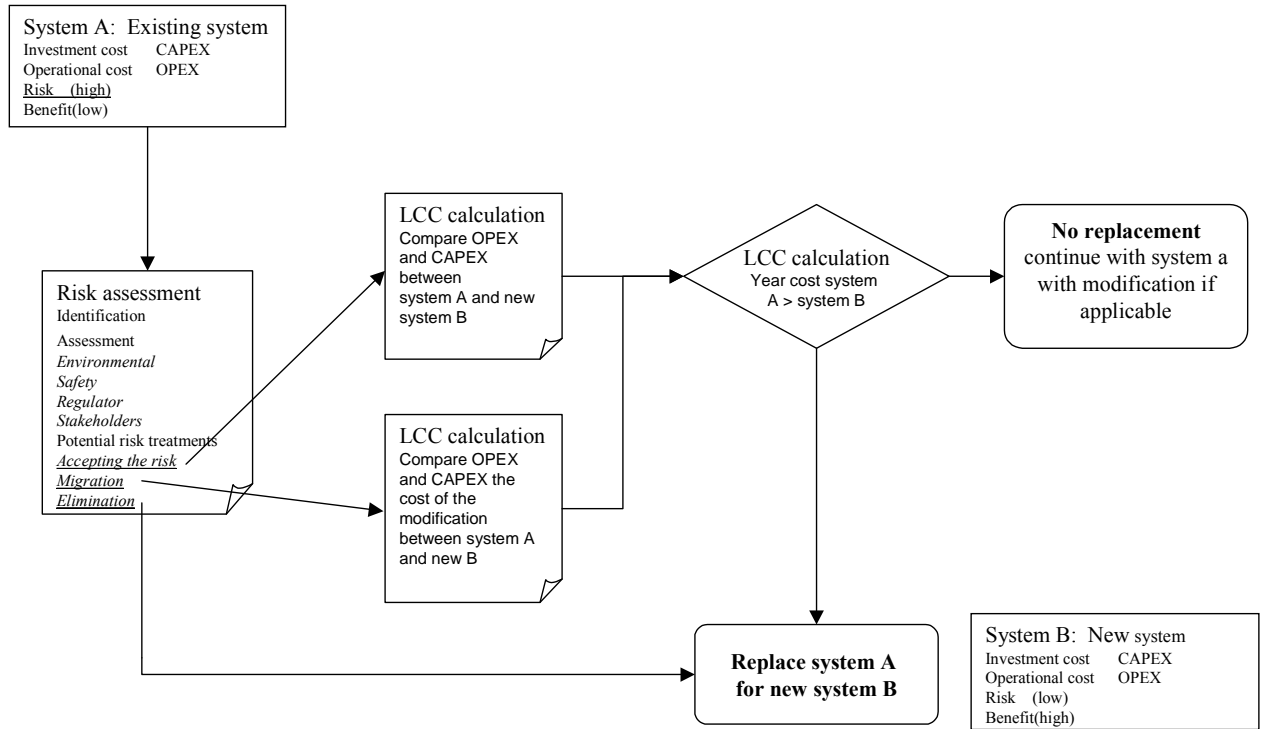 System A: Existing system
Investment cost CAPEX
Operational cost OPEX
Risk (high)
Benefit(low)
Risk assessment
Identification
Assessment
Environmental
Safety
Regulator
Stakeholders
Potential risk treatments
Accepting the risk
Migration
Elimination
LCC calculation
Compare OPEX
and CAPEX
between
system A and new
system B
LCC calculation
Compare OPEX
and CAPEX the
cost of the
modification
between system A
and new B
LCC calculation
Year cost system
A > system B
No replacement
continue with system a
with modification if
applicable
Replace system A
for new system B
System B: New system
Investment cost CAPEX
Operational cost OPEX
Risk (low)
Benefit(high)